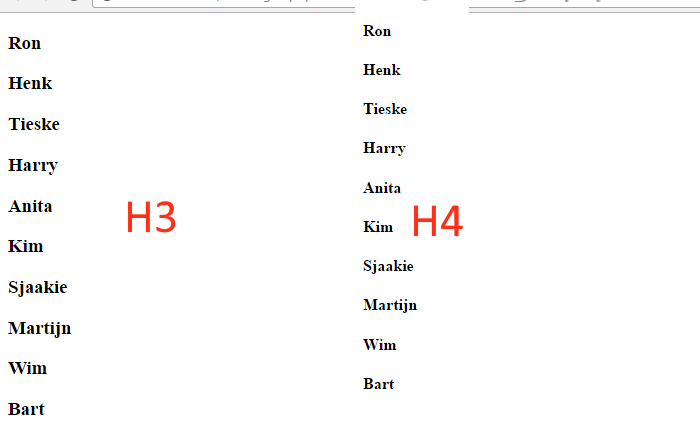 Ron
Henk
Tieske
Harry
Anita
Kim
Sjaakie
Martijn
Wim
Bart
H3
Ron
Henk
Tieske
Harry
Anita
Kim
Sjaakie
Martijn
Wim
Bart
H4